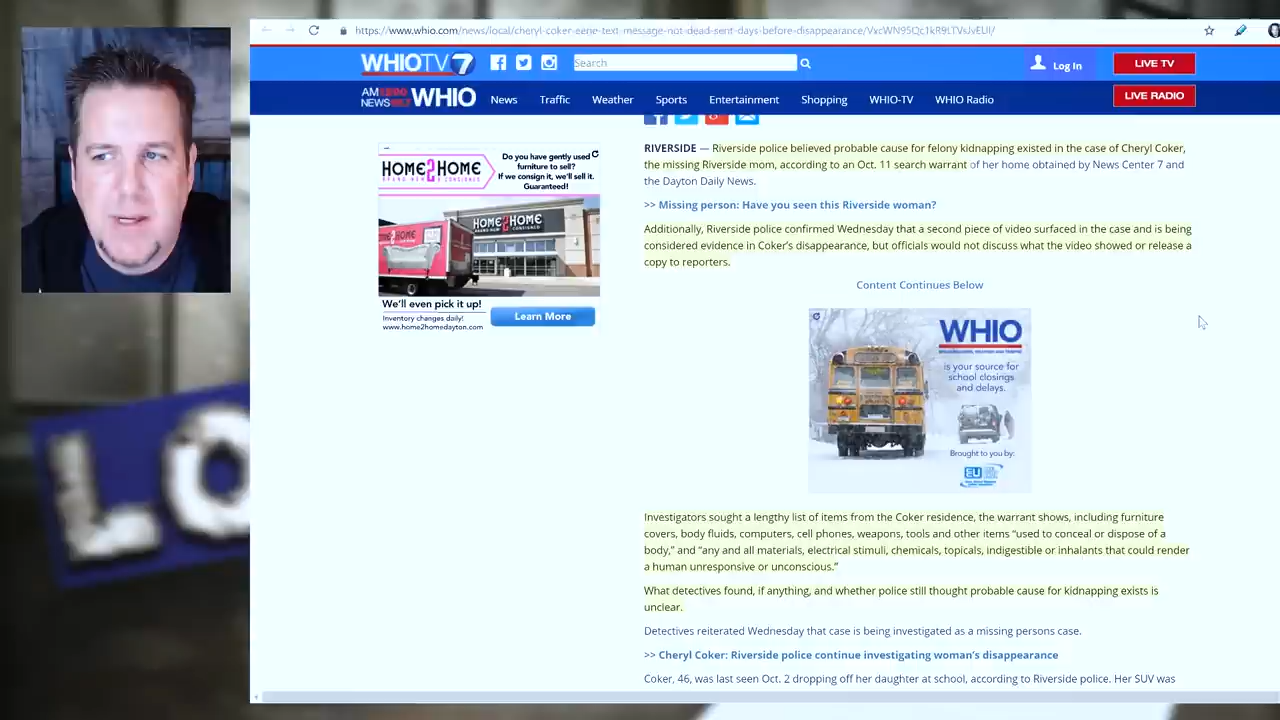 https://www.whio.com/news/local/cheryl-coker-eene-text-message-not-dead-sent-days-before-disappearance/
WHIOTV7
Search
Log In
LIVE TV
AM 1290
NEWS 95.7 WHIO
News Traffic Weather Sports Entertainment Shopping WHIO-TV WHIO Radio
LIVE RADIO
RIVERSIDE — Riverside police believed probable cause for felony kidnapping existed in the case of Cheryl Coker,
the missing Riverside mom, according to an Oct. 11 search warrant of her home obtained by News Center 7 and
the Dayton Daily News.
>> Missing person: Have you seen this Riverside woman?
Additionally, Riverside police confirmed Wednesday that a second piece of video surfaced in the case and is being
considered evidence in Coker's disappearance, but officials would not discuss what the video showed or release a
copy to reporters.
Content Continues Below
HOME2HOME
Do you have gently used
furniture to sell?
If we consign it, we'll sell it.
Guaranteed!
HOME2HOME
We'll even pick it up!
Inventory changes daily!
www.home2homedayton.com
Learn More
WHIO
is your source for
school closings
and delays.
Brought to you by:
EU
Investigators sought a lengthy list of items from the Coker residence, the warrant shows, including furniture
covers, body fluids, computers, cell phones, weapons, tools and other items “used to conceal or dispose of a
body,” and “any and all materials, electrical stimuli, chemicals, topicals, indigestible or inhalants that could render
a human unresponsive or unconscious.”
What detectives found, if anything, and whether police still thought probable cause for kidnapping exists is
unclear.
Detectives reiterated Wednesday that case is being investigated as a missing persons case.
>> Cheryl Coker: Riverside police continue investigating woman's disappearance
Coker, 46, was last seen Oct. 2 dropping off her daughter at school, according to Riverside police. Her SUV was
LO